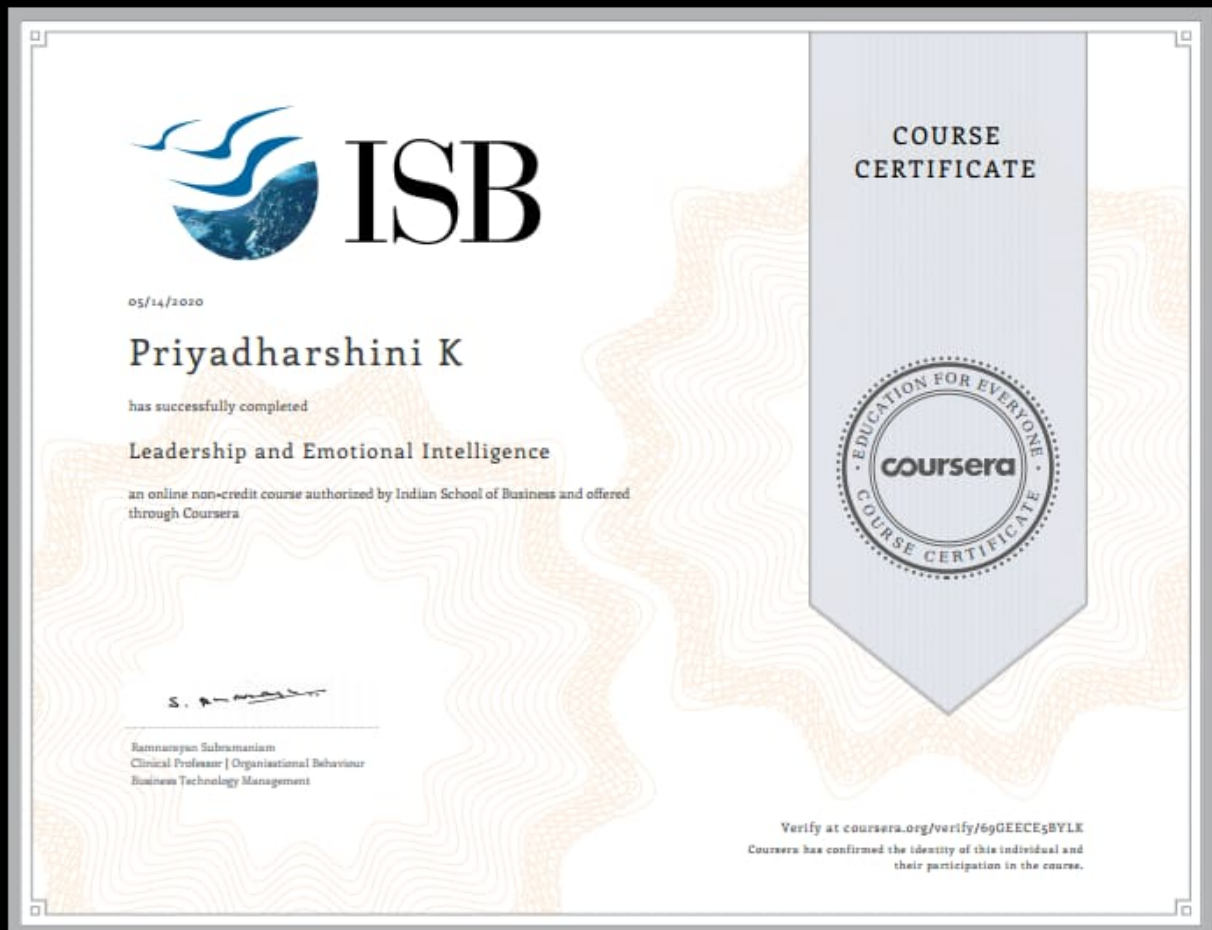 ISB
COURSE
CERTIFICATE
05/14/2020
Priyadharshini K
has successfully completed
Leadership and Emotional Intelligence
an online non-credit course authorized by Indian School of Business and offered
through Coursera
EDUCATION FOR EVERYONE
coursera
COURSE CERTIFICATE
Ramnarayan Subramaniam
Clinical Professor | Organisational Behaviour
Business Technology Management
Verify at coursera.org/verify/69GEECE5BYLK
Coursera has confirmed the identity of this individual and
their participation in the course.